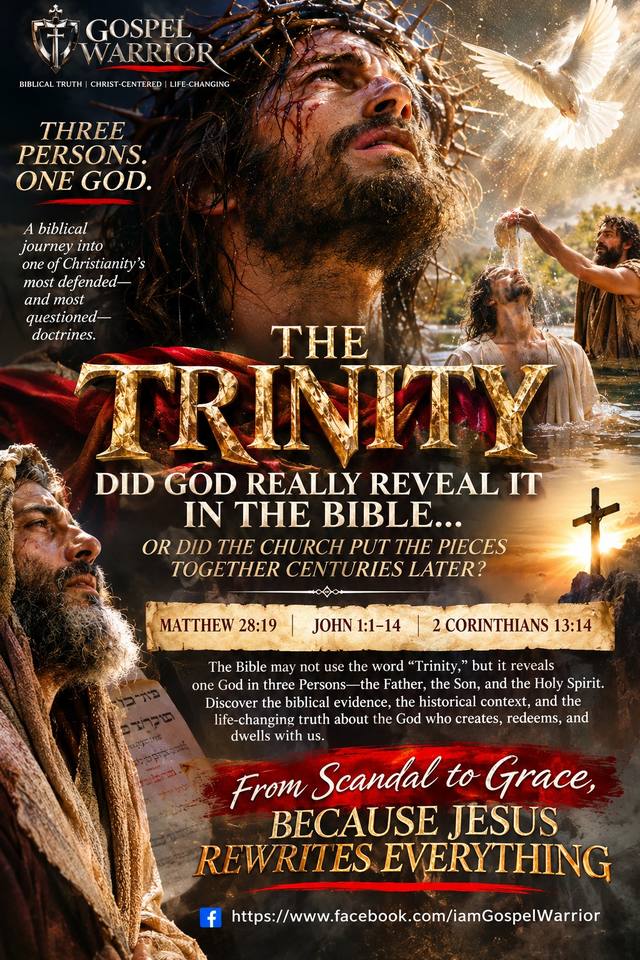 GOSPEL
WARRIOR
BIBLICAL TRUTH | CHRIST-CENTERED | LIFE-CHANGING
THREE
PERSONS.
ONE GOD.
A biblical
journey into
one of Christianity's
most defended—
and most
questioned—
doctrines.
THE
TRINITY
DID GOD REALLY REVEAL IT
IN THE BIBLE...
OR DID THE CHURCH PUT THE PIECES
TOGETHER CENTURIES LATER?
MATTHEW 28:19 | JOHN 1:1–14 | 2 CORINTHIANS 13:14
The Bible may not use the word “Trinity,” but it reveals
one God in three Persons—the Father, the Son, and the Holy Spirit.
Discover the biblical evidence, the historical context, and the
life-changing truth about the God who creates, redeems, and
dwells with us.
From Scandal to Grace,
BECAUSE JESUS
REWRITES EVERYTHING
https://www.facebook.com/iamGospelWarrior